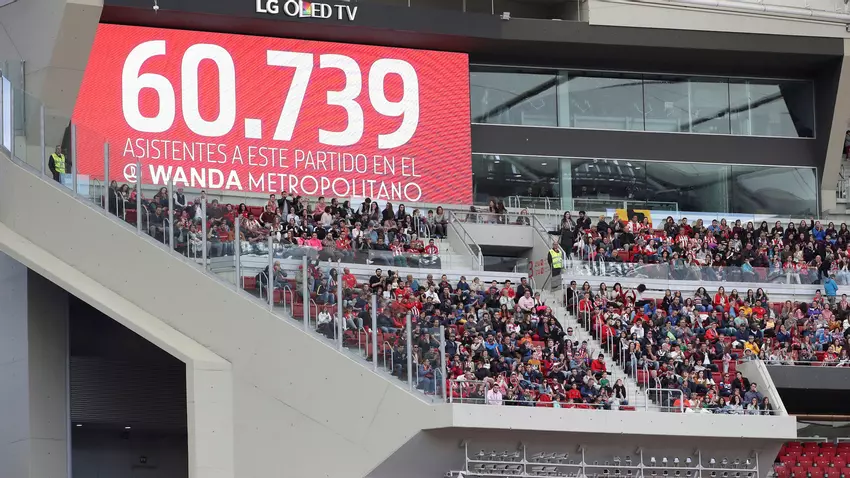 LG OLED TV
60.739
ASISTENTES A ESTE PARTIDO EN EL
WANDA METROPOLITANO